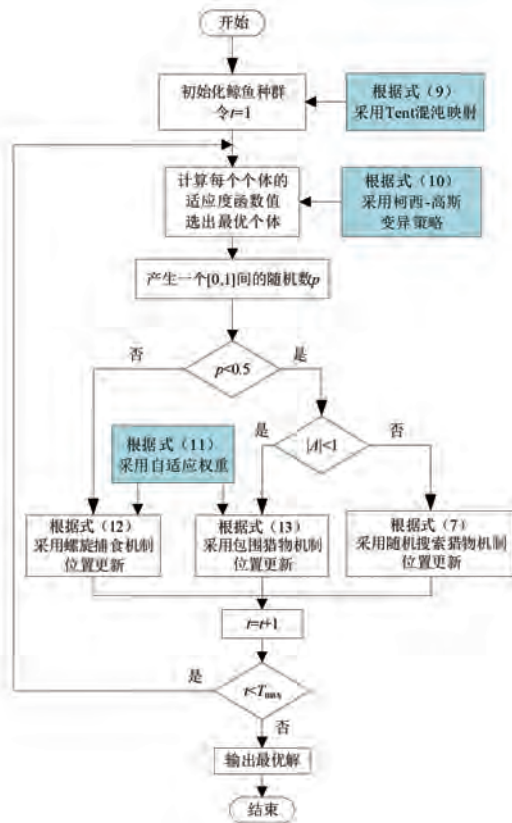 开始
初始化鲸鱼种群
令t=1
根据式（9）
采用Tent混沌映射
计算每个个体的
适应度函数值
选出最优个体
根据式（10）
采用柯西-高斯
变异策略
产生一个[0,1]间的随机数p
否
p<0.5
是
根据式（11）
采用自适应权重
是
|A|<1
否
根据式（12）
采用螺旋捕食机制
位置更新
根据式（13）
采用包围猎物机制
位置更新
根据式（7）
采用随机搜索猎物机制
位置更新
t=t+1
是
t<Tmax
否
输出最优解
结束